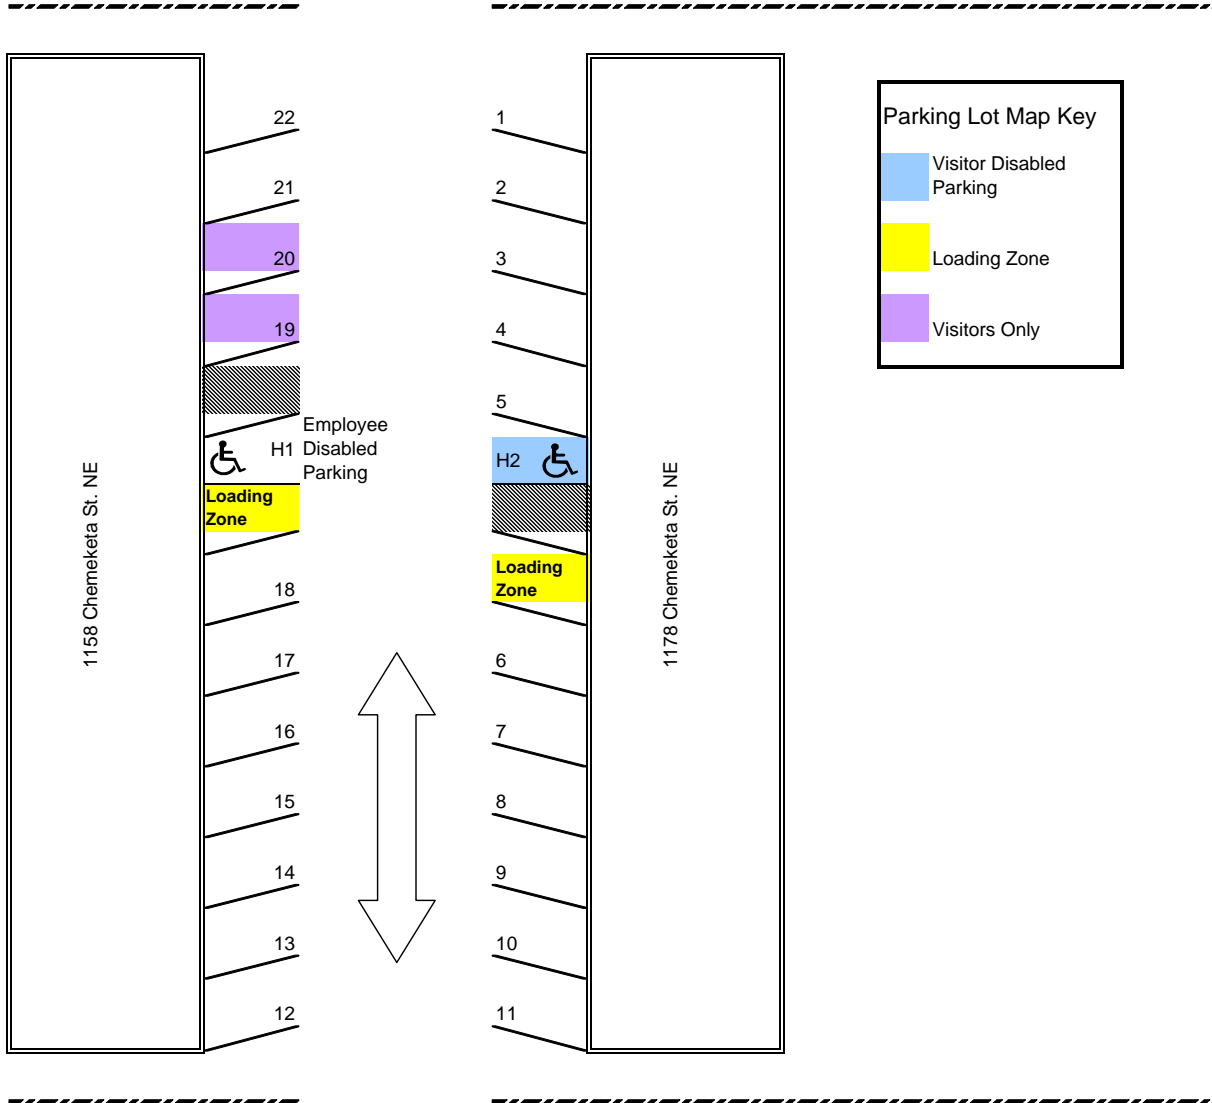 22
21
20
19
H1
Employee
Disabled
Parking
Loading
Zone
18
17
16
15
14
13
12
1158 Chemeketa St. NE
1
2
3
4
5
H2
Loading
Zone
6
7
8
9
10
11
1178 Chemeketa St. NE
Parking Lot Map Key
Visitor Disabled
Parking
Loading Zone
Visitors Only